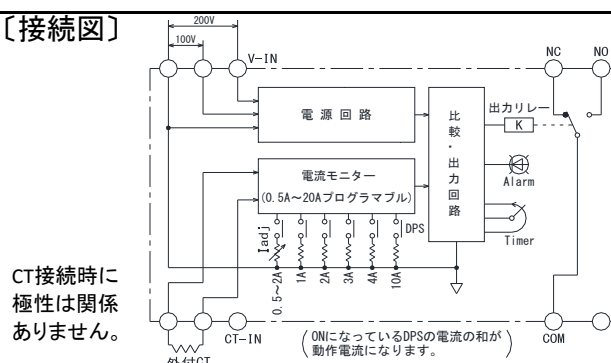 〔接続図〕
200V
100V
V-IN
NC
NO
電源回路
比較・出力回路
出力リレー
K
電流モニター
(0.5A～20Aプログラマブル)
Alarm
Timer
Iadj
DPS
0.5～2A
1A
2A
3A
4A
10A
CT接続時に
極性は関係
ありません。
CT-IN
外付CT
(ONになっているDPSの電流の和が
動作電流になります。)
COM